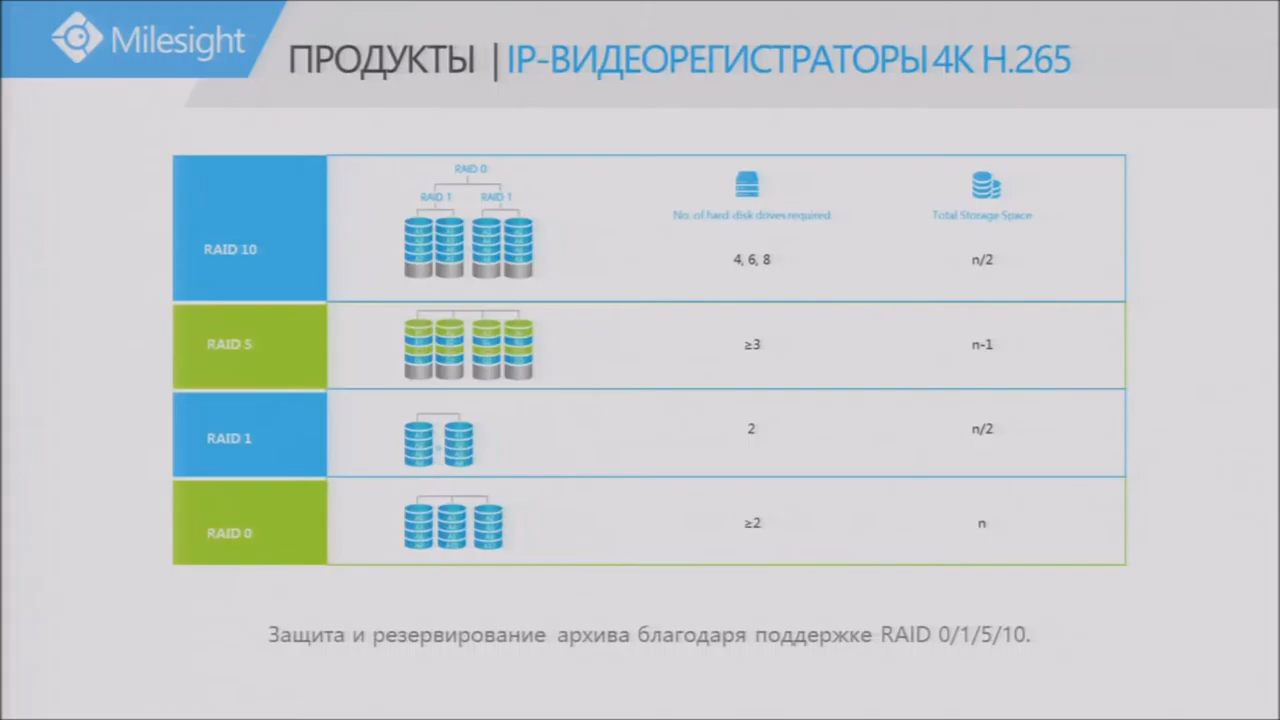 Milesight
ПРОДУКТЫ | IP-ВИДЕОРЕГИСТРАТОРЫ 4K H.265
RAID 10
RAID 0
RAID 1 RAID 1
No. of hard disk drives required
Total Storage Space
4, 6, 8
n/2
RAID 5
≥3
n-1
RAID 1
2
n/2
RAID 0
≥2
n
Защита и резервирование архива благодаря поддержке RAID 0/1/5/10.